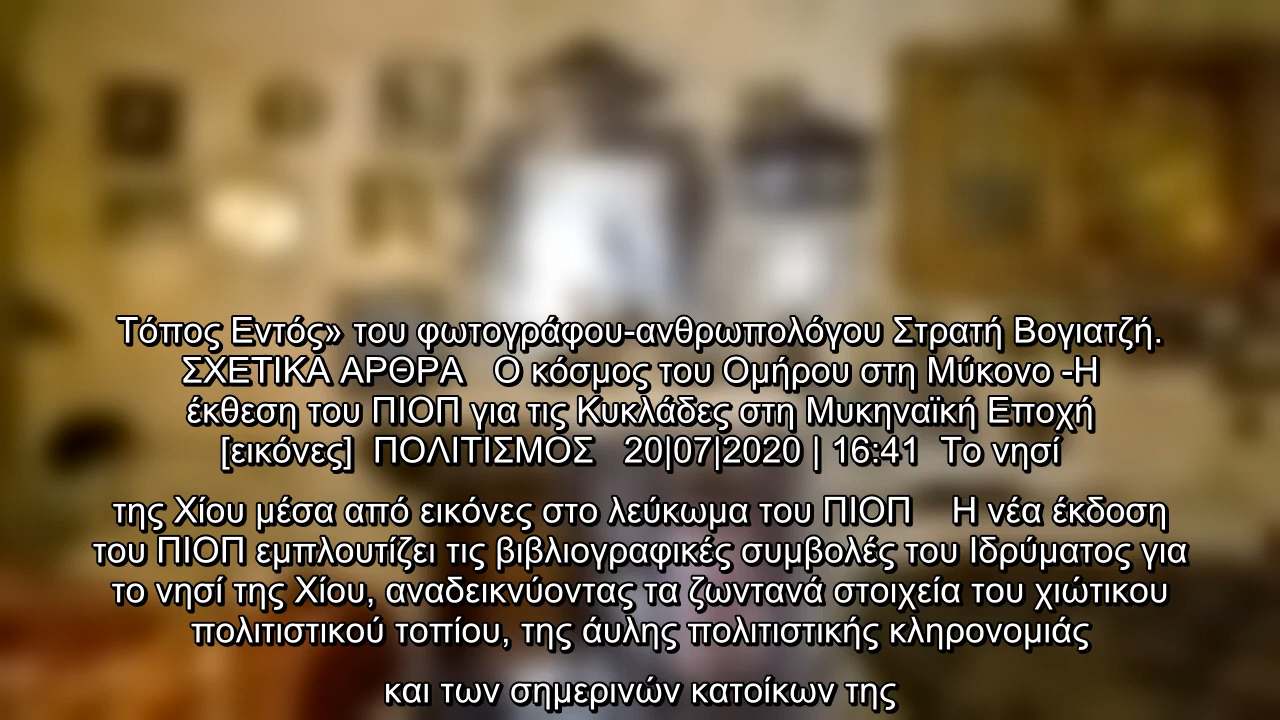 Τόπος Εντός» του φωτογράφου-ανθρωπολόγου Στρατή Βογιατζή.
ΣΧΕΤΙΚΑ ΑΡΘΡΑ Ο κόσμος του Ομήρου στη Μύκονο -Η
έκθεση του ΠΙΟΠ για τις Κυκλάδες στη Μυκηναϊκή Εποχή
[εικόνες] ΠΟΛΙΤΙΣΜΟΣ 20|07|2020 | 16:41 Το νησί
της Χίου μέσα από εικόνες στο λεύκωμα του ΠΙΟΠ Η νέα έκδοση
του ΠΙΟΠ εμπλουτίζει τις βιβλιογραφικές συμβολές του Ιδρύματος για
το νησί της Χίου, αναδεικνύοντας τα ζωντανά στοιχεία του χιώτικου
πολιτιστικού τοπίου, της άυλης πολιτιστικής κληρονομιάς
και των σημερινών κατοίκων της